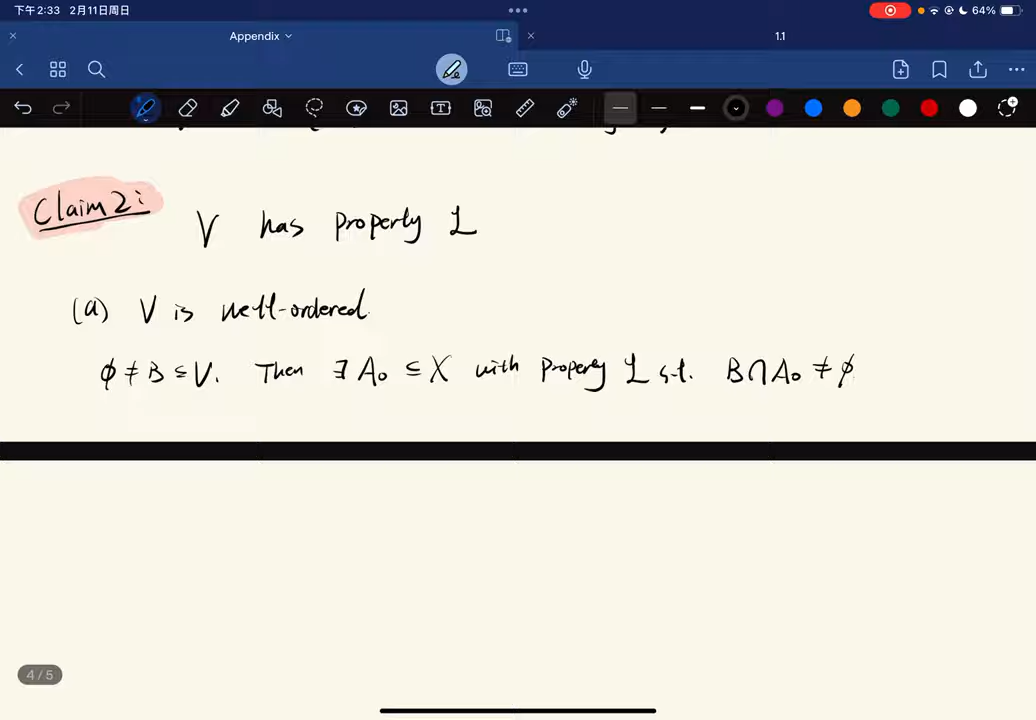 下午2:33 2月11日周日
64%
Appendix
1.1
Claim 2:
V has property L
(a) V is well-ordered.
∅ ≠ B ⊆ V. Then ∃ A₀ ⊆ X with property L s.t. B∩A₀ ≠ ∅
4 / 5